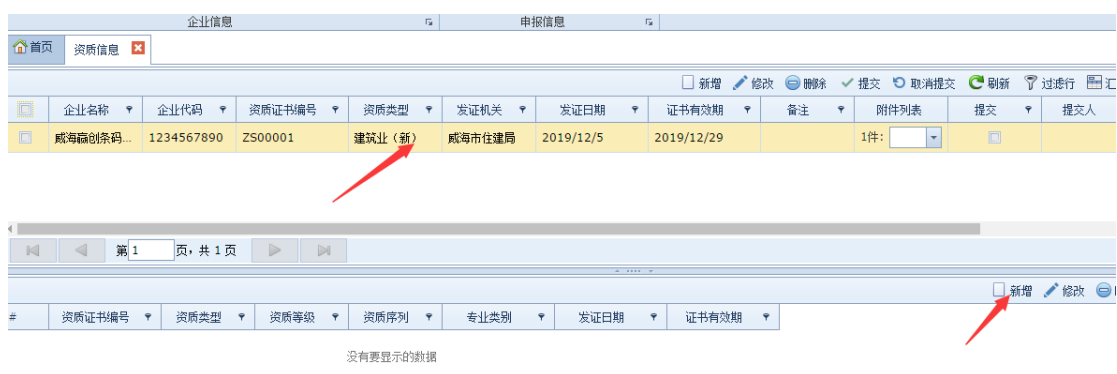 企业信息 申报信息
首页 资质信息
新增 修改 删除 提交 取消提交 刷新 过滤行
企业名称 企业代码 资质证书编号 资质类型 发证机关 发证日期 证书有效期 备注 附件列表 提交 提交人
威海赢创条码... 1234567890 ZS00001 建筑业（新） 威海市住建局 2019/12/5 2019/12/29 1件:
第 1 页，共 1 页
新增 修改
# 资质证书编号 资质类型 资质等级 资质序列 专业类别 发证日期 证书有效期
没有要显示的数据